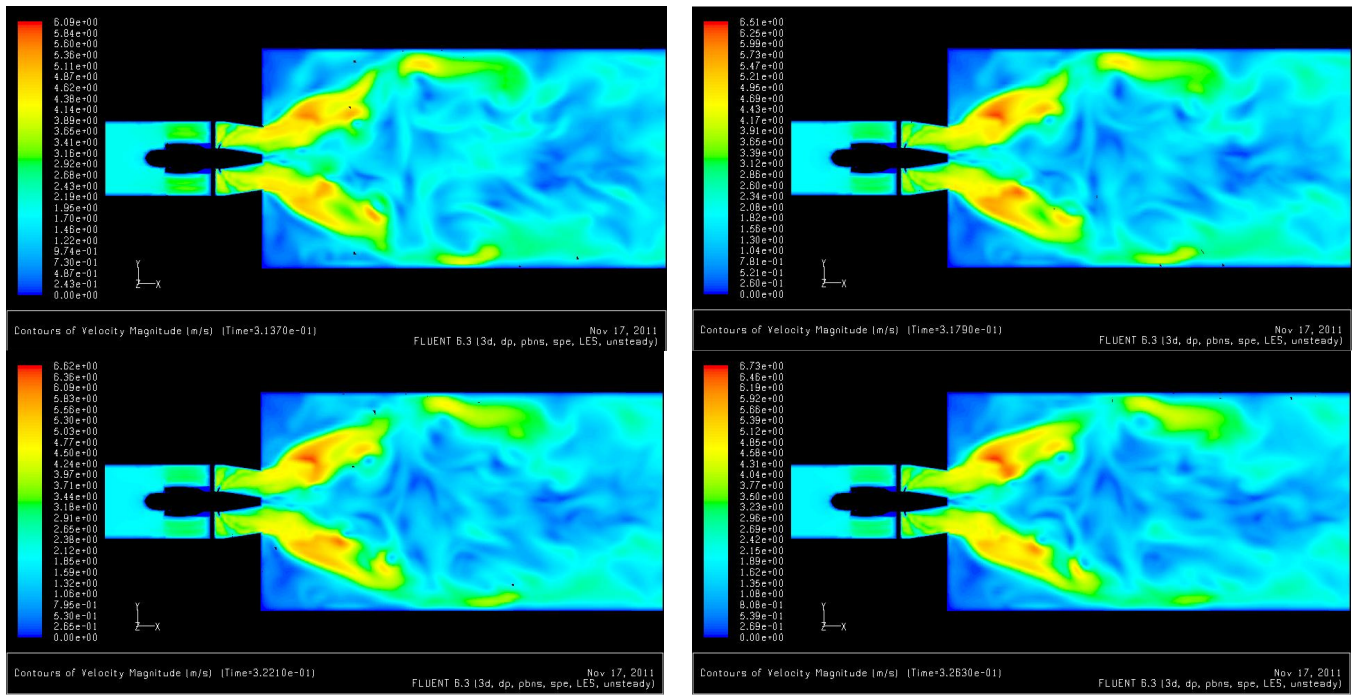 6.09e+00
5.84e+00
5.60e+00
5.36e+00
5.11e+00
4.87e+00
4.62e+00
4.38e+00
4.14e+00
3.89e+00
3.65e+00
3.41e+00
3.16e+00
2.92e+00
2.68e+00
2.43e+00
2.19e+00
1.95e+00
1.70e+00
1.46e+00
1.22e+00
9.74e-01
7.30e-01
4.87e-01
2.43e-01
0.00e+00
Y
Z X
Contours of Velocity Magnitude (m/s) (Time=3.1370e-01) Nov 17, 2011
FLUENT 6.3 (3d, dp, pbns, spe, LES, unsteady)
6.51e+00
6.25e+00
5.99e+00
5.73e+00
5.47e+00
5.21e+00
4.95e+00
4.69e+00
4.43e+00
4.17e+00
3.91e+00
3.65e+00
3.39e+00
3.12e+00
2.86e+00
2.60e+00
2.34e+00
2.08e+00
1.82e+00
1.56e+00
1.30e+00
1.04e+00
7.81e-01
5.21e-01
2.60e-01
0.00e+00
Y
Z X
Contours of Velocity Magnitude (m/s) (Time=3.1790e-01) Nov 17, 2011
FLUENT 6.3 (3d, dp, pbns, spe, LES, unsteady)
6.62e+00
6.36e+00
6.09e+00
5.83e+00
5.56e+00
5.30e+00
5.03e+00
4.77e+00
4.50e+00
4.24e+00
3.97e+00
3.71e+00
3.44e+00
3.18e+00
2.91e+00
2.65e+00
2.38e+00
2.12e+00
1.85e+00
1.59e+00
1.32e+00
1.06e+00
7.95e-01
5.30e-01
2.65e-01
0.00e+00
Y
Z X
Contours of Velocity Magnitude (m/s) (Time=3.2210e-01) Nov 17, 2011
FLUENT 6.3 (3d, dp, pbns, spe, LES, unsteady)
6.73e+00
6.46e+00
6.19e+00
5.92e+00
5.66e+00
5.39e+00
5.12e+00
4.85e+00
4.58e+00
4.31e+00
4.04e+00
3.77e+00
3.50e+00
3.23e+00
2.96e+00
2.69e+00
2.42e+00
2.15e+00
1.88e+00
1.62e+00
1.35e+00
1.08e+00
8.08e-01
5.39e-01
2.69e-01
0.00e+00
Y
Z X
Contours of Velocity Magnitude (m/s) (Time=3.2630e-01) Nov 17, 2011
FLUENT 6.3 (3d, dp, pbns, spe, LES, unsteady)